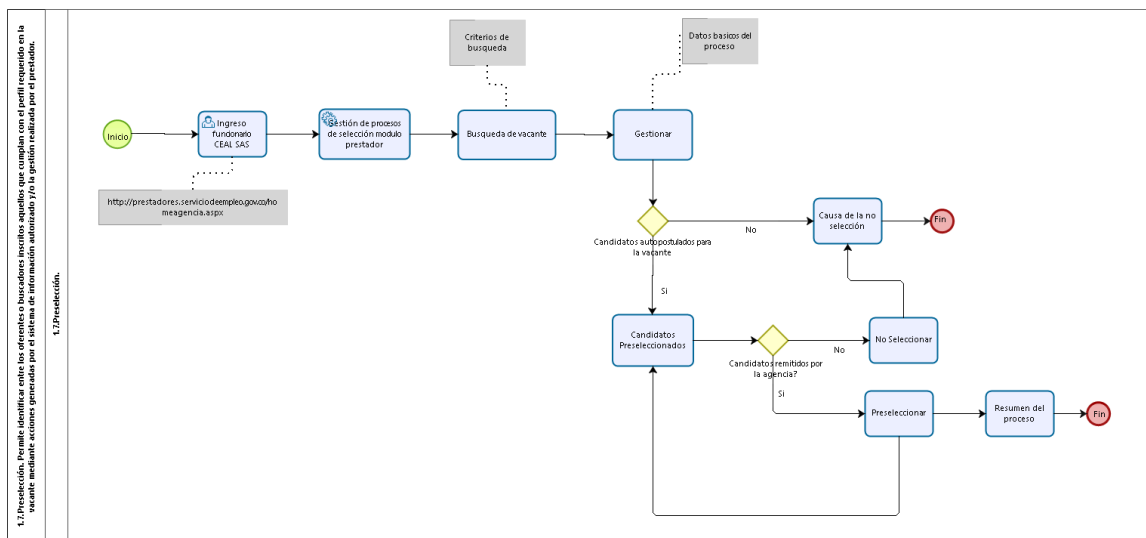 1.7.Preselección. Permite identificar entre los oferentes o buscadores inscritos aquellos que cumplan con el perfil requerido en la
vacante mediante acciones generadas por el sistema de información autorizado y/o la gestión realizada por el prestador.
1.7.Preselección.
Criterios de
busqueda
Datos basicos del
proceso
Inicio
Ingreso
funcionario
CEAL SAS
Gestión de procesos
de selección modulo
prestador
Busqueda de vacante
Gestionar
http://prestadores.serviciodeempleo.gov.co/ho
meagencia.aspx
Candidatos autopostulados para
la vacante
No
Causa de la no
selección
Fin
Si
Candidatos
Preseleccionados
Candidatos remitidos por
la agencia?
No
No Seleccionar
Si
Preseleccionar
Resumen del
proceso
Fin